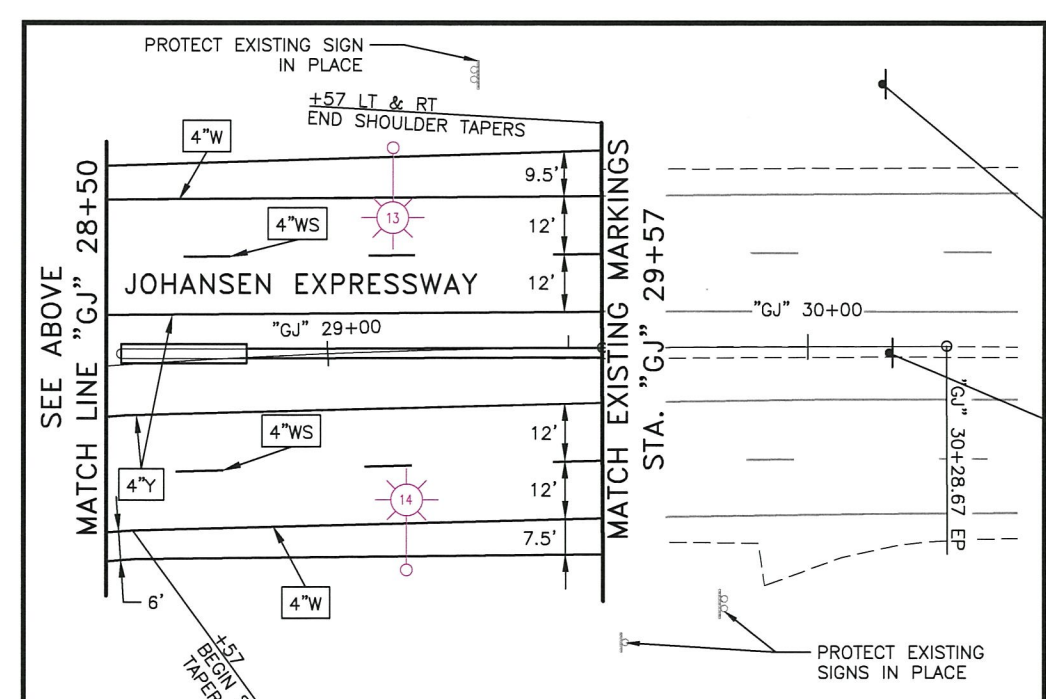 PROTECT EXISTING SIGN
IN PLACE
+57 LT & RT
END SHOULDER TAPERS
4"W
9.5'
13
12'
4"WS
JOHANSEN EXPRESSWAY
12'
SEE ABOVE
MATCH LINE "GJ" 28+50
"GJ" 29+00
MATCH EXISTING MARKINGS
STA. "GJ" 29+57
"GJ" 30+00
"GJ" 30+28.67 EP
4"WS
12'
4"Y
14
12'
7.5'
6'
4"W
+57
BEGIN
PROTECT EXISTING
SIGNS IN PLACE